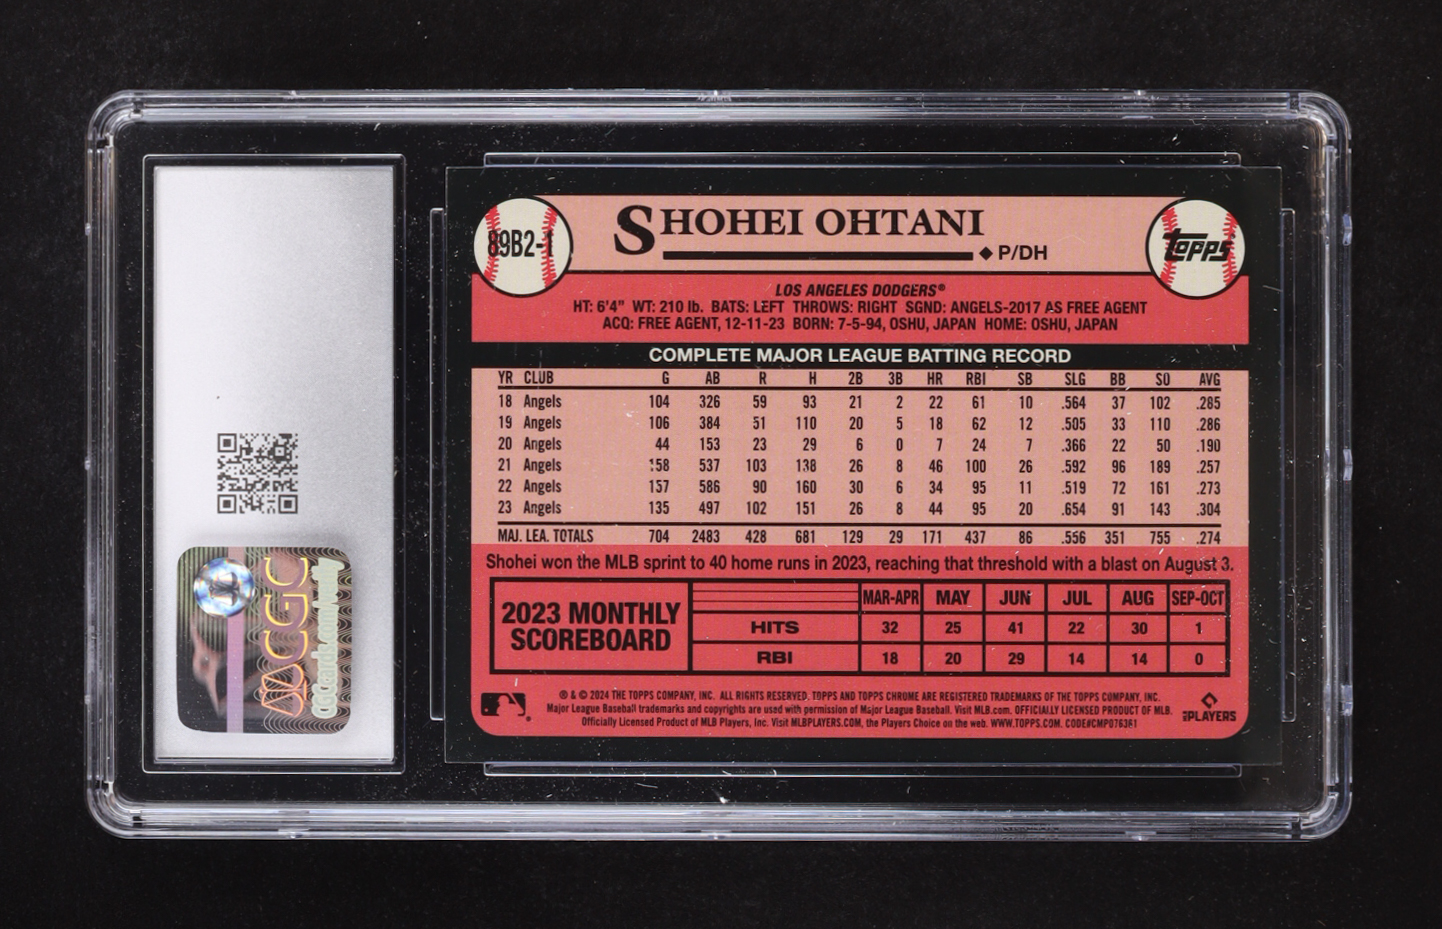 89B2-1
SHOHEI OHTANI
P/DH
TOPPS
LOS ANGELES DODGERS®
HT: 6'4" WT: 210 lb. BATS: LEFT THROWS: RIGHT SGND: ANGELS-2017 AS FREE AGENT
ACQ: FREE AGENT, 12-11-23 BORN: 7-5-94, OSHU, JAPAN HOME: OSHU, JAPAN
COMPLETE MAJOR LEAGUE BATTING RECORD
YR CLUB G AB R H 2B 3B HR RBI SB SLG BB SO AVG
18 Angels 104 326 59 93 21 2 22 61 10 .564 37 102 .285
19 Angels 106 384 51 110 20 5 18 62 12 .505 33 110 .286
20 Angels 44 153 23 29 6 0 7 24 7 .366 22 50 .190
21 Angels 158 537 103 138 26 8 46 100 26 .592 96 189 .257
22 Angels 157 586 90 160 30 6 34 95 11 .519 72 161 .273
23 Angels 135 497 102 151 26 8 44 95 20 .654 91 143 .304
MAJ. LEA. TOTALS 704 2483 428 681 129 29 171 437 86 .556 351 755 .274
Shohei won the MLB sprint to 40 home runs in 2023, reaching that threshold with a blast on August 3.
2023 MONTHLY
SCOREBOARD
MAR-APR MAY JUN JUL AUG SEP-OCT
HITS 32 25 41 22 30 1
RBI 18 20 29 14 14 0
® & © 2024 THE TOPPS COMPANY, INC. ALL RIGHTS RESERVED. TOPPS AND TOPPS CHROME ARE REGISTERED TRADEMARKS OF THE TOPPS COMPANY, INC.
Major League Baseball trademarks and copyrights are used with permission of Major League Baseball. Visit MLB.com. OFFICIALLY LICENSED PRODUCT OF MLB.
Officially Licensed Product of MLB Players, Inc. Visit MLBPLAYERS.COM, the Players Choice on the web. WWW.TOPPS.COM. CODE#CMP076361
MLB PLAYERS
CGC
CGCcards.com/verify